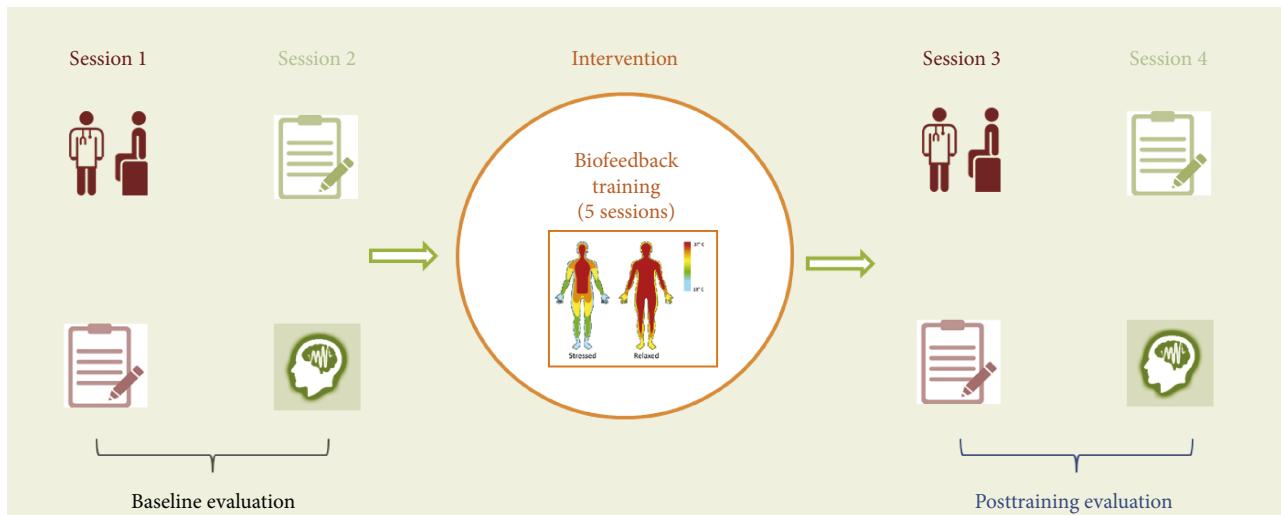 Session 1
Session 2
Intervention
Session 3
Session 4
Biofeedback
training
(5 sessions)
Stressed
Relaxed
Baseline evaluation
Posttraining evaluation